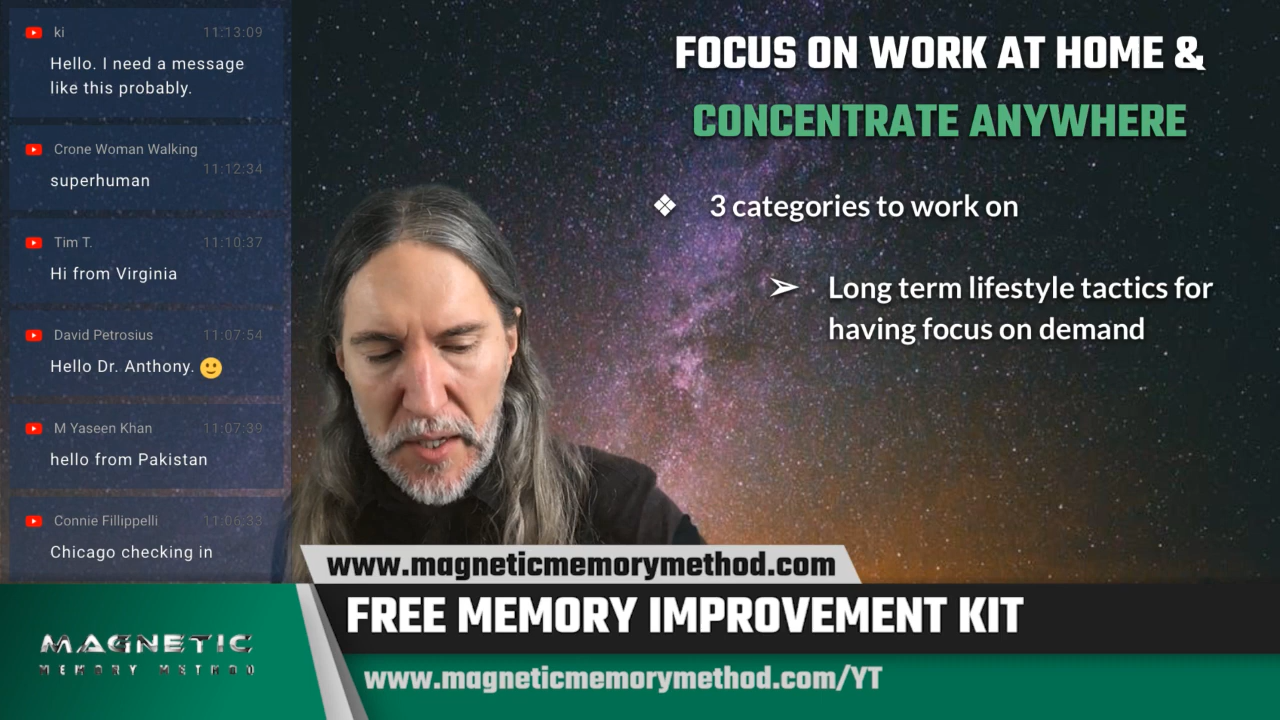 ki 11:13:09
Hello. I need a message
like this probably.
Crone Woman Walking
11:12:34
superhuman
Tim T. 11:10:37
Hi from Virginia
David Petrosius 11:07:54
Hello Dr. Anthony. 🙂
M Yaseen Khan 11:07:39
hello from Pakistan
Connie Fillippelli 11:06:33
Chicago checking in
FOCUS ON WORK AT HOME &
CONCENTRATE ANYWHERE
❖ 3 categories to work on
➢ Long term lifestyle tactics for
having focus on demand
www.magneticmemorymethod.com
FREE MEMORY IMPROVEMENT KIT
www.magneticmemorymethod.com/YT
MAGNETIC
MEMORY METHOD